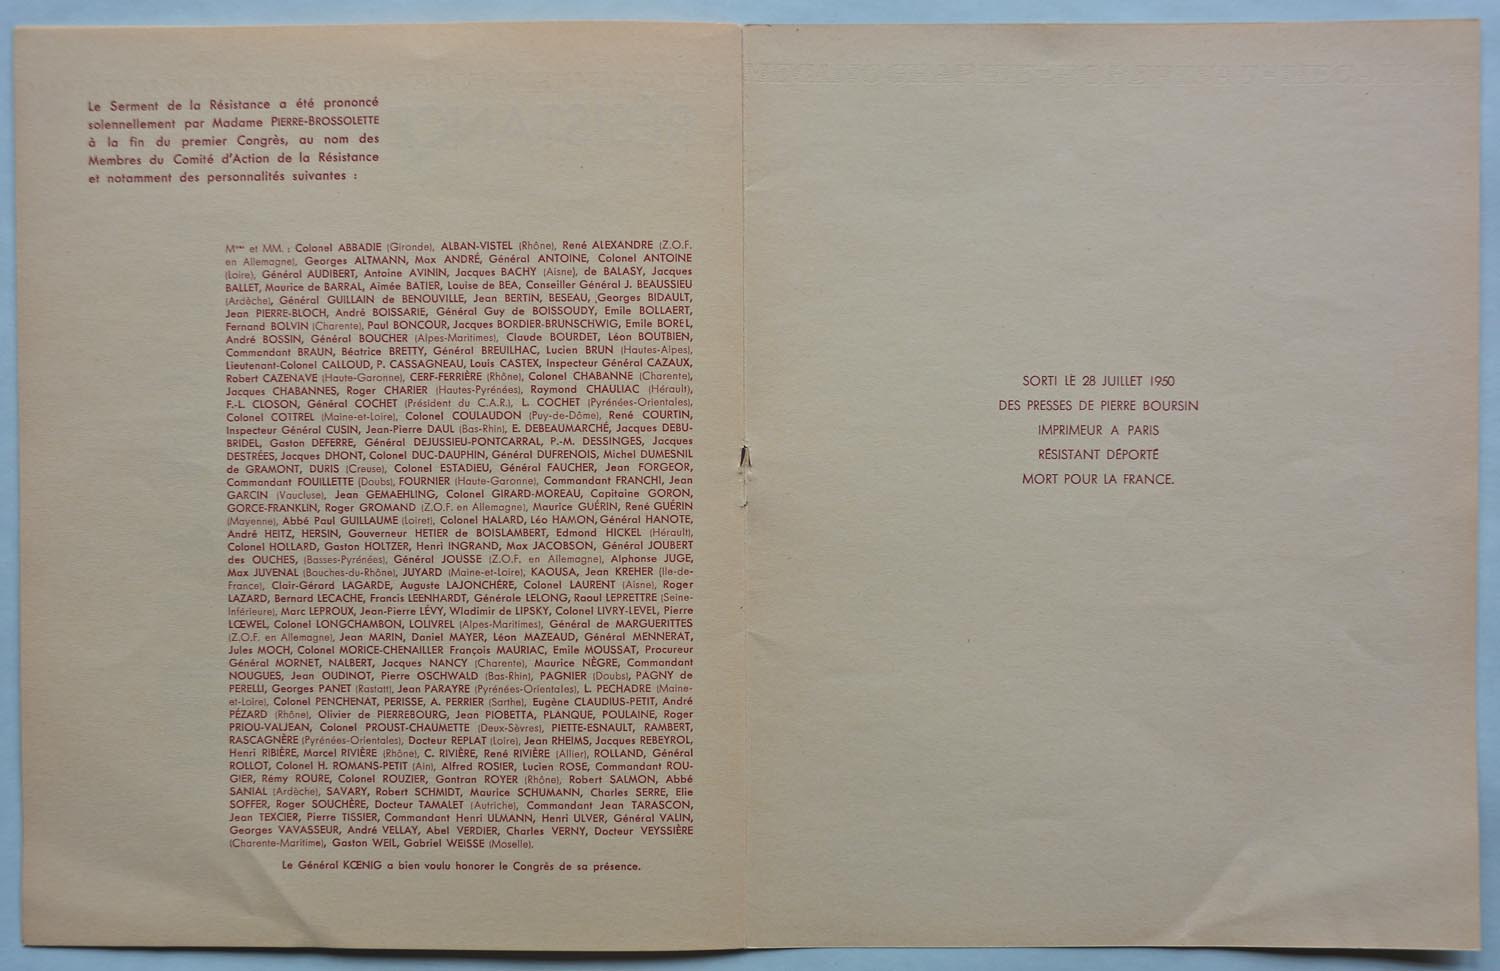 Le Serment de la Résistance a été prononcé
solennellement par Madame PIERRE-BROSSOLETTE
à la fin du premier Congrès, au nom des
Membres du Comité d'Action de la Résistance
et notamment des personnalités suivantes :
Mmes et MM. : Colonel ABBADIE (Gironde), ALBAN-VISTEL (Rhône), René ALEXANDRE (Z.O.F.
en Allemagne), Georges ALTMANN, Max ANDRÉ, Général ANTOINE, Colonel ANTOINE
(Loire), Général AUDIBERT, Antoine AVININ, Jacques BACHY (Aisne), de BALASY, Jacques
BALLET, Maurice de BARRAL, Aimée BATIER, Louise de BEA, Conseiller Général J. BEAUSSIEU
(Ardèche), Général GUILLAIN de BENOUVILLE, Jean BERTIN, BESEAU, Georges BIDAULT,
Jean PIERRE-BLOCH, André BOISSARIE, Général Guy de BOISSOUDY, Emile BOLLAERT,
Fernand BOLVIN (Charente), Paul BONCOUR, Jacques BORDIER-BRUNSCHWIG, Emile BOREL,
André BOSSIN, Général BOUCHER (Alpes-Maritimes), Claude BOURDET, Léon BOUTBIEN,
Commandant BRAUN, Béatrice BRETTY, Général BREUILHAC, Lucien BRUN (Hautes-Alpes),
Lieutenant-Colonel CALLOUD, P. CASSAGNEAU, Louis CASTEX, Inspecteur Général CAZAUX,
Robert CAZENAVE (Haute-Garonne), CERF-FERRIÈRE (Rhône), Colonel CHABANNE (Charente),
Jacques CHABANNES, Roger CHARIER (Hautes-Pyrénées), Raymond CHAULIAC (Hérault),
F.-L. CLOSON, Général COCHET (Président du C.A.R.), L. COCHET (Pyrénées-Orientales),
Colonel COTTREL (Maine-et-Loire), Colonel COULAUDON (Puy-de-Dôme), René COURTIN,
Inspecteur Général CUSIN, Jean-Pierre DAUL (Bas-Rhin), E. DEBEAUMARCHÉ, Jacques DEBU-
BRIDEL, Gaston DEFERRE, Général DEJUSSIEU-PONTCARRAL, P.-M. DESSINGES, Jacques
DESTRÉES, Jacques DHONT, Colonel DUC-DAUPHIN, Général DUFRENOIS, Michel DUMESNIL
de GRAMONT, DURIS (Creuse), Colonel ESTADIEU, Général FAUCHER, Jean FORGEOR,
Commandant FOUILLETTE (Doubs), FOURNIER (Haute-Garonne), Commandant FRANCHI, Jean
GARCIN (Vaucluse), Jean GEMAEHLING, Colonel GIRARD-MOREAU, Capitaine GORON,
GORCE-FRANKLIN, Roger GROMAND (Z.O.F. en Allemagne), Maurice GUÉRIN, René GUÉRIN
(Mayenne), Abbé Paul GUILLAUME (Loiret), Colonel HALARD, Léo HAMON, Général HANOTE,
André HEITZ, HERSIN, Gouverneur HETIER de BOISLAMBERT, Edmond HICKEL (Hérault),
Colonel HOLLARD, Gaston HOLTZER, Henri INGRAND, Max JACOBSON, Général JOUBERT
des OUCHES, (Basses-Pyrénées), Général JOUSSE (Z.O.F. en Allemagne), Alphonse JUGE,
Max JUVENAL (Bouches-du-Rhône), JUYARD (Maine-et-Loire), KAOUSA, Jean KREHER (Ile-de-
France), Clair-Gérard LAGARDE, Auguste LAJONCHÈRE, Colonel LAURENT (Aisne), Roger
LAZARD, Bernard LECACHE, Francis LEENHARDT, Générale LELONG, Raoul LEPRETTRE (Seine-
Inférieure), Marc LEPROUX, Jean-Pierre LÉVY, Wladimir de LIPSKY, Colonel LIVRY-LEVEL, Pierre
LŒWEL, Colonel LONGCHAMBON, LOLIVREL (Alpes-Maritimes), Général de MARGUERITTES
(Z.O.F. en Allemagne), Jean MARIN, Daniel MAYER, Léon MAZEAUD, Général MENNERAT,
Jules MOCH, Colonel MORICE-CHENAILLER François MAURIAC, Emile MOUSSAT, Procureur
Général MORNET, NALBERT, Jacques NANCY (Charente), Maurice NÈGRE, Commandant
NOUGUES, Jean OUDINOT, Pierre OSCHWALD (Bas-Rhin), PAGNIER (Doubs), PAGNY de
PERELLI, Georges PANET (Rastatt), Jean PARAYRE (Pyrénées-Orientales), L. PECHADRE (Maine-
et-Loire), Colonel PENCHENAT, PERISSE, A. PERRIER (Sarthe), Eugène CLAUDIUS-PETIT, André
PÉZARD (Rhône), Olivier de PIERREBOURG, Jean PIOBETTA, PLANQUE, POULAINE, Roger
PRIOU-VALJEAN, Colonel PROUST-CHAUMETTE (Deux-Sèvres), PIETTE-ESNAULT, RAMBERT,
RASCAGNÈRE (Pyrénées-Orientales), Docteur REPLAT (Loire), Jean RHEIMS, Jacques REBEYROL,
Henri RIBIÈRE, Marcel RIVIÈRE (Rhône), C. RIVIÈRE, René RIVIÈRE (Allier), ROLLAND, Général
ROLLOT, Colonel H. ROMANS-PETIT (Ain), Alfred ROSIER, Lucien ROSE, Commandant ROU-
GIER, Rémy ROURE, Colonel ROUZIER, Gontran ROYER (Rhône), Robert SALMON, Abbé
SANIAL (Ardèche), SAVARY, Robert SCHMIDT, Maurice SCHUMANN, Charles SERRE, Elie
SOFFER, Roger SOUCHÈRE, Docteur TAMALET (Autriche), Commandant Jean TARASCON,
Jean TEXCIER, Pierre TISSIER, Commandant Henri ULMANN, Henri ULVER, Général VALIN,
Georges VAVASSEUR, André VELLAY, Abel VERDIER, Charles VERNY, Docteur VEYSSIÈRE
(Charente-Maritime), Gaston WEIL, Gabriel WEISSE (Moselle).
Le Général KŒNIG a bien voulu honorer le Congrès de sa présence.
SORTI LE 28 JUILLET 1950
DES PRESSES DE PIERRE BOURSIN
IMPRIMEUR A PARIS
RÉSISTANT DÉPORTÉ
MORT POUR LA FRANCE.